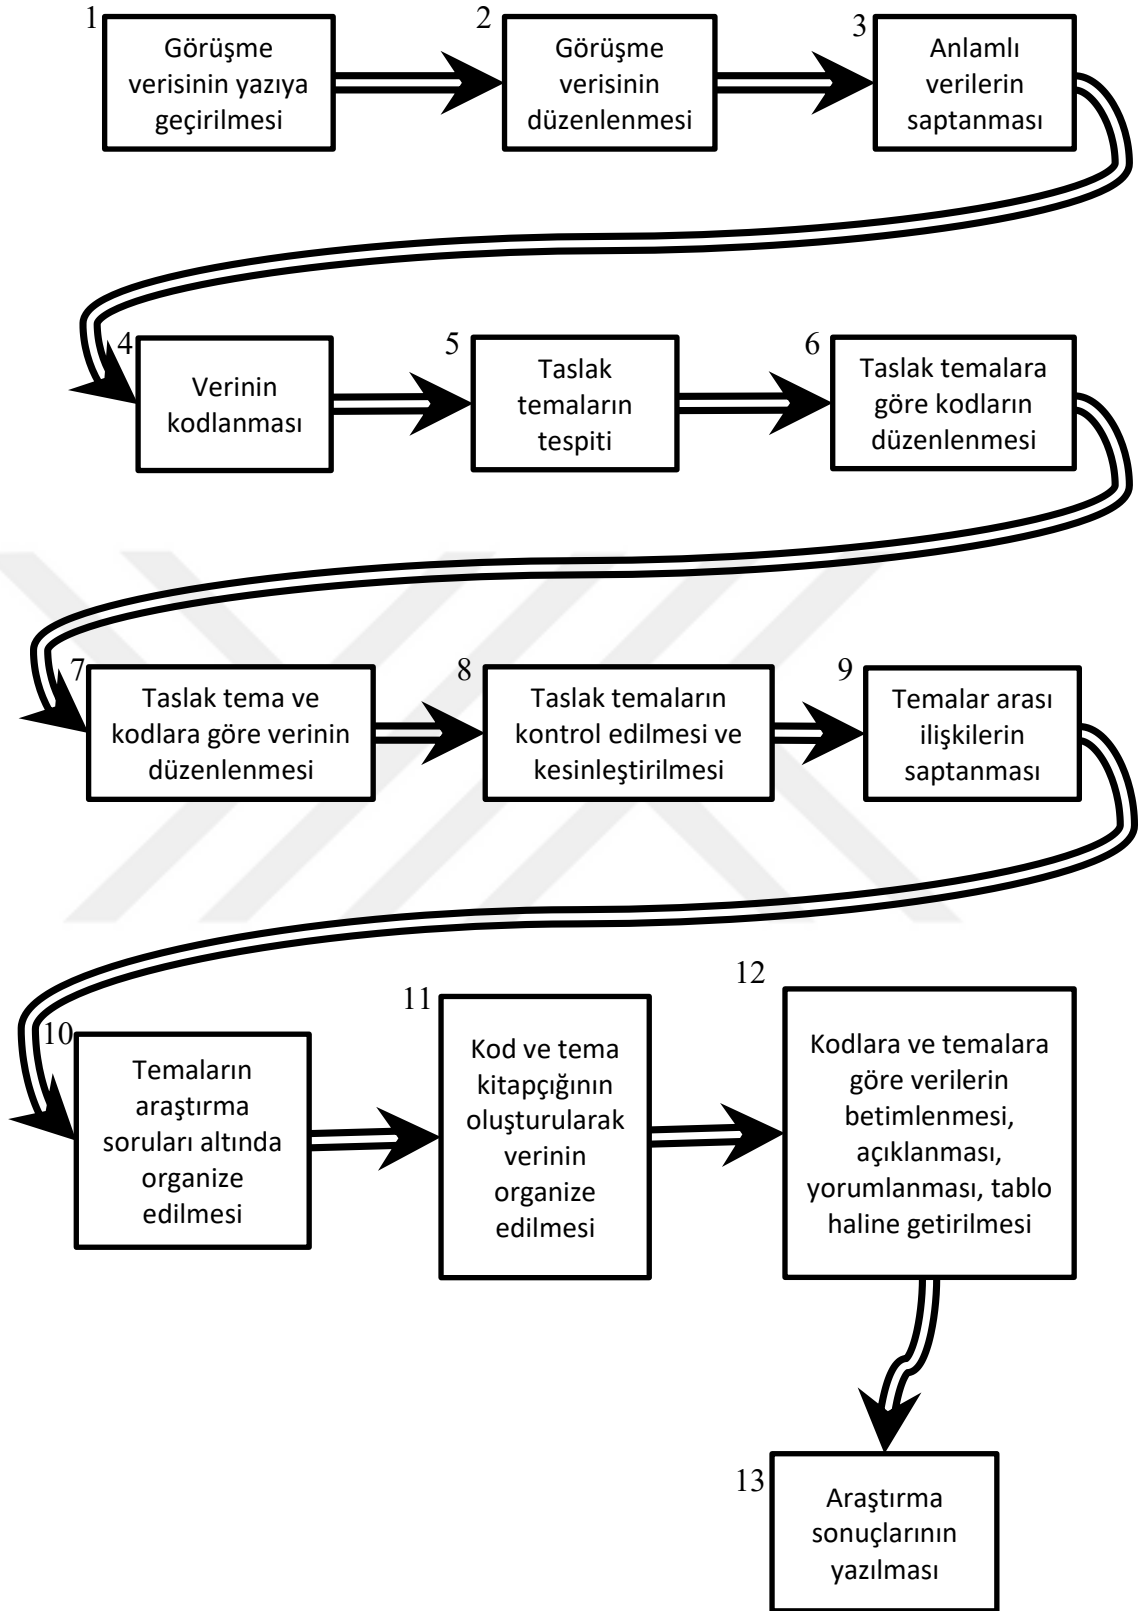 1
Görüşme
verisinin yazıya
geçirilmesi
2
Görüşme
verisinin
düzenlenmesi
3
Anlamlı
verilerin
saptanması
4
Verinin
kodlanması
5
Taslak
temaların
tespiti
6
Taslak temalara
göre kodların
düzenlenmesi
7
Taslak tema ve
kodlara göre verinin
düzenlenmesi
8
Taslak temaların
kontrol edilmesi ve
kesinleştirilmesi
9
Temalar arası
ilişkilerin
saptanması
10
Temaların
araştırma
soruları altında
organize
edilmesi
11
Kod ve tema
kitapçığının
oluşturularak
verinin
organize
edilmesi
12
Kodlara ve temalara
göre verilerin
betimlenmesi,
açıklanması,
yorumlanması, tablo
haline getirilmesi
13
Araştırma
sonuçlarının
yazılması